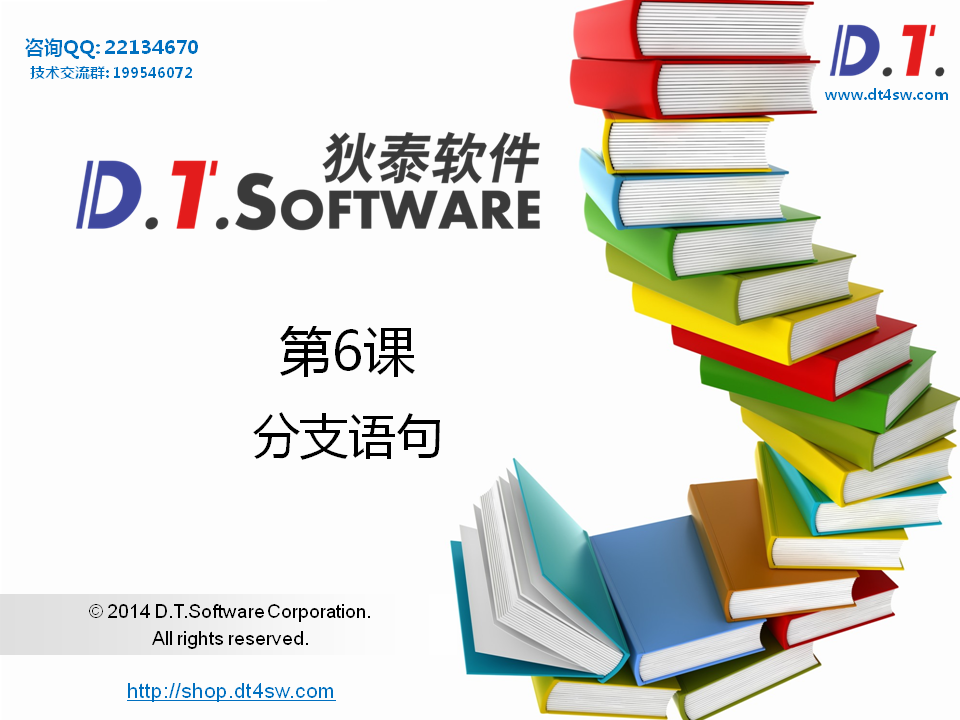 咨询QQ: 22134670
技术交流群: 199546072
D.T.
www.dt4sw.com
狄泰软件
D.T.SOFTWARE
第6课
分支语句
© 2014 D.T.Software Corporation.
All rights reserved.
http://shop.dt4sw.com